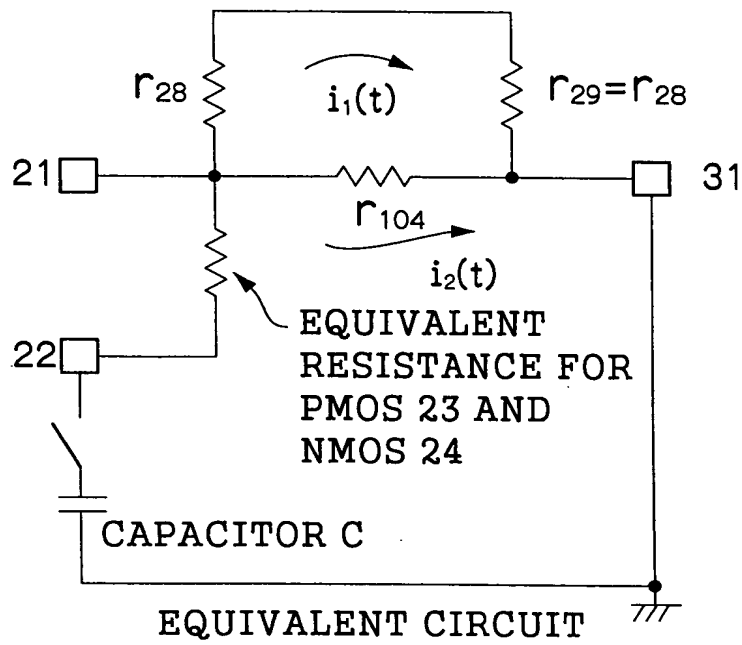 r28
i1(t)
r29=r28
21
31
r104
i2(t)
22
EQUIVALENT
RESISTANCE FOR
PMOS 23 AND
NMOS 24
CAPACITOR C
EQUIVALENT CIRCUIT